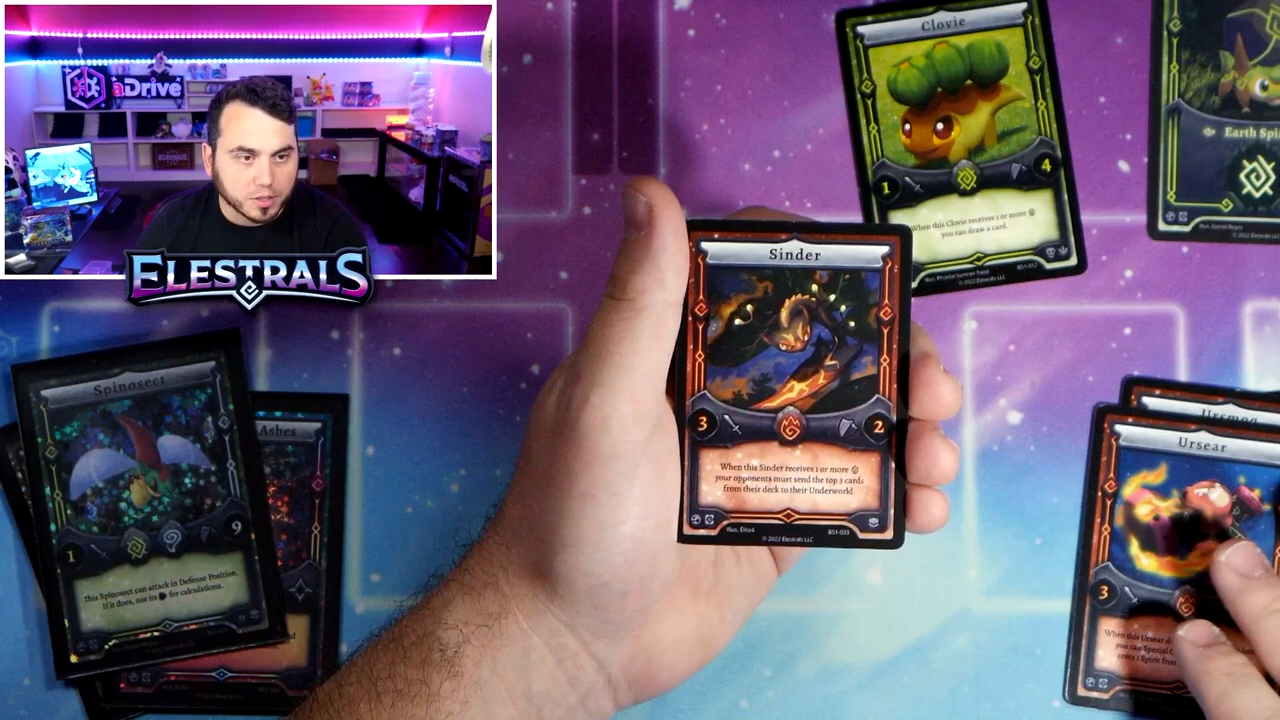 aDrive
ELESTRALS
Clovie
1
4
When this Clovie receives 1 or more
you can draw a card.
BS1-017
© 2022 Elestrals LLC
Earth Spi
Sinder
3
2
When this Sinder receives 1 or more
your opponents must send the top 3 cards
from their deck to their Underworld.
Illus. Elite4
BS1-033
© 2022 Elestrals LLC
Spinosect
1
9
This Spinosect can attack in Defense Position.
If it does, use its for calculations.
Ashes
Ursmog
Ursear
3
When this Ursear
you can Special C